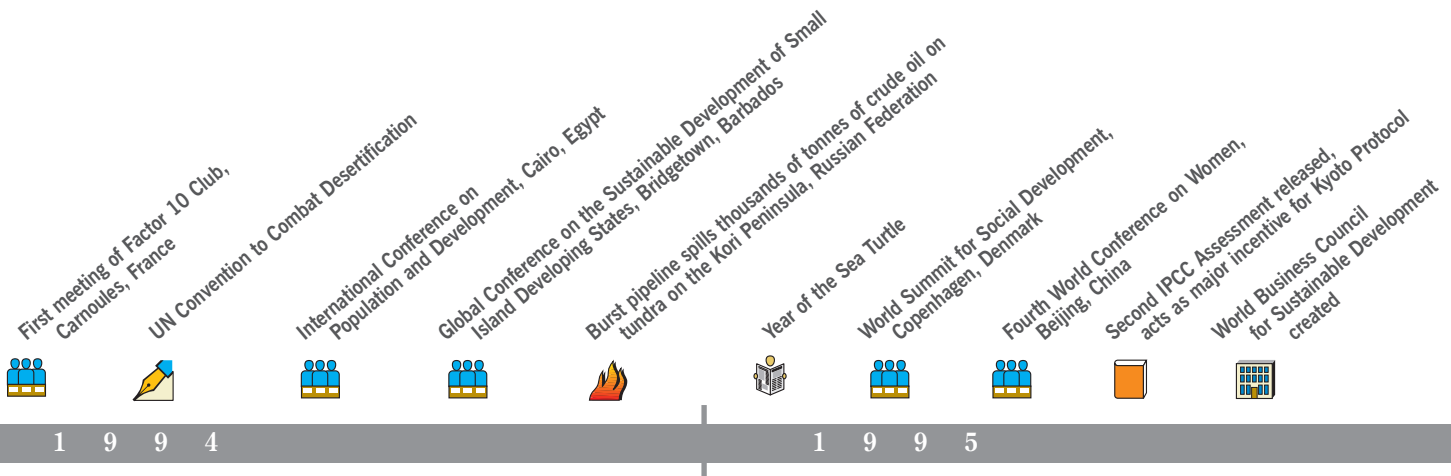 First meeting of Factor 10 Club,
Carnoules, France
UN Convention to Combat Desertification
International Conference on
Population and Development, Cairo, Egypt
Global Conference on the Sustainable Development of Small
Island Developing States, Bridgetown, Barbados
Burst pipeline spills thousands of tonnes of crude oil on
tundra on the Kori Peninsula, Russian Federation
Year of the Sea Turtle
World Summit for Social Development,
Copenhagen, Denmark
Fourth World Conference on Women,
Beijing, China
Second IPCC Assessment released,
acts as major incentive for Kyoto Protocol
World Business Council
for Sustainable Development
created
1 9 9 4
1 9 9 5